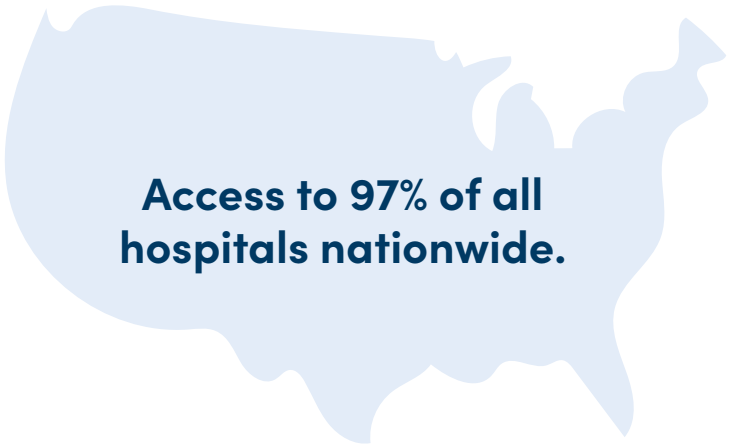 Access to 97% of all
hospitals nationwide.